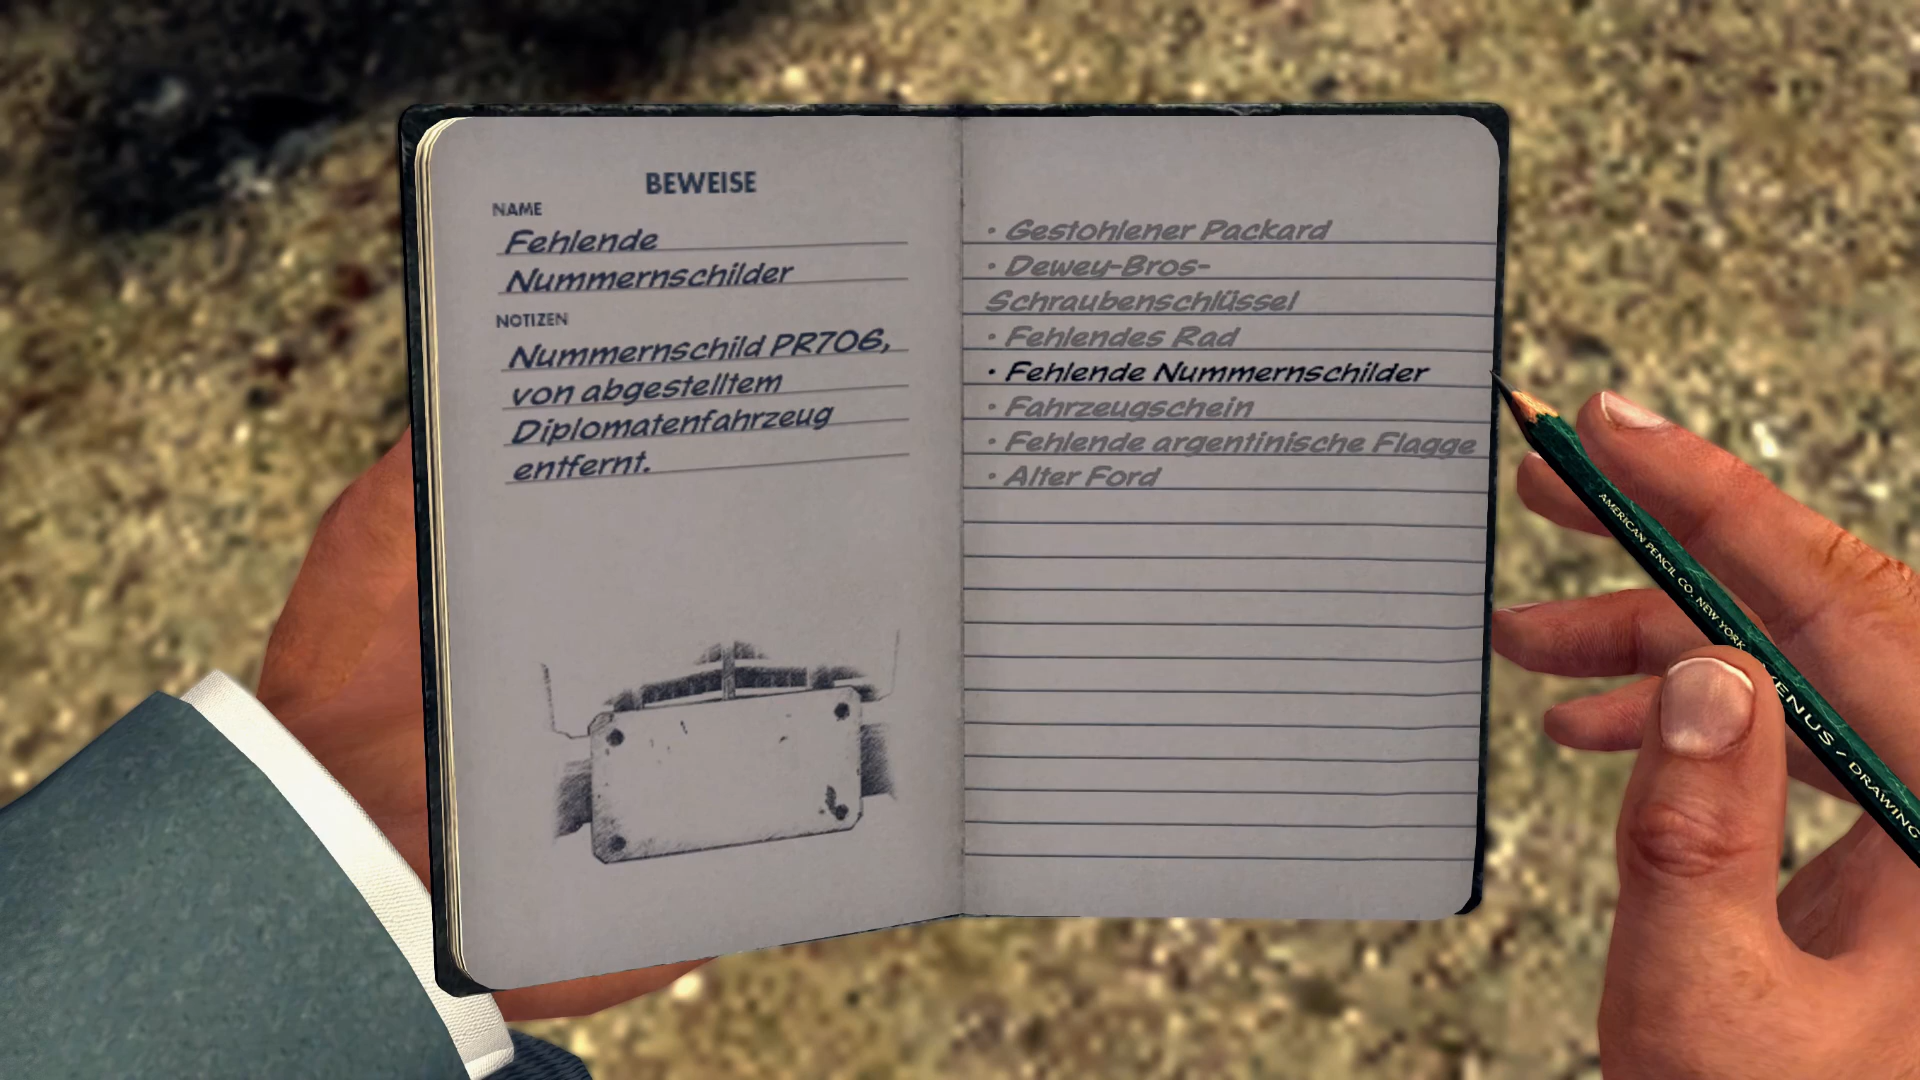 BEWEISE
NAME
Fehlende
Nummernschilder
NOTIZEN
Nummernschild PR706,
von abgestelltem
Diplomatenfahrzeug
entfernt.
• Gestohlener Packard
• Dewey-Bros-
Schraubenschlüssel
• Fehlendes Rad
• Fehlende Nummernschilder
• Fahrzeugschein
• Fehlende argentinische Flagge
• Alter Ford
AMERICAN PENCIL CO. NEW YORK VENUS / DRAWING